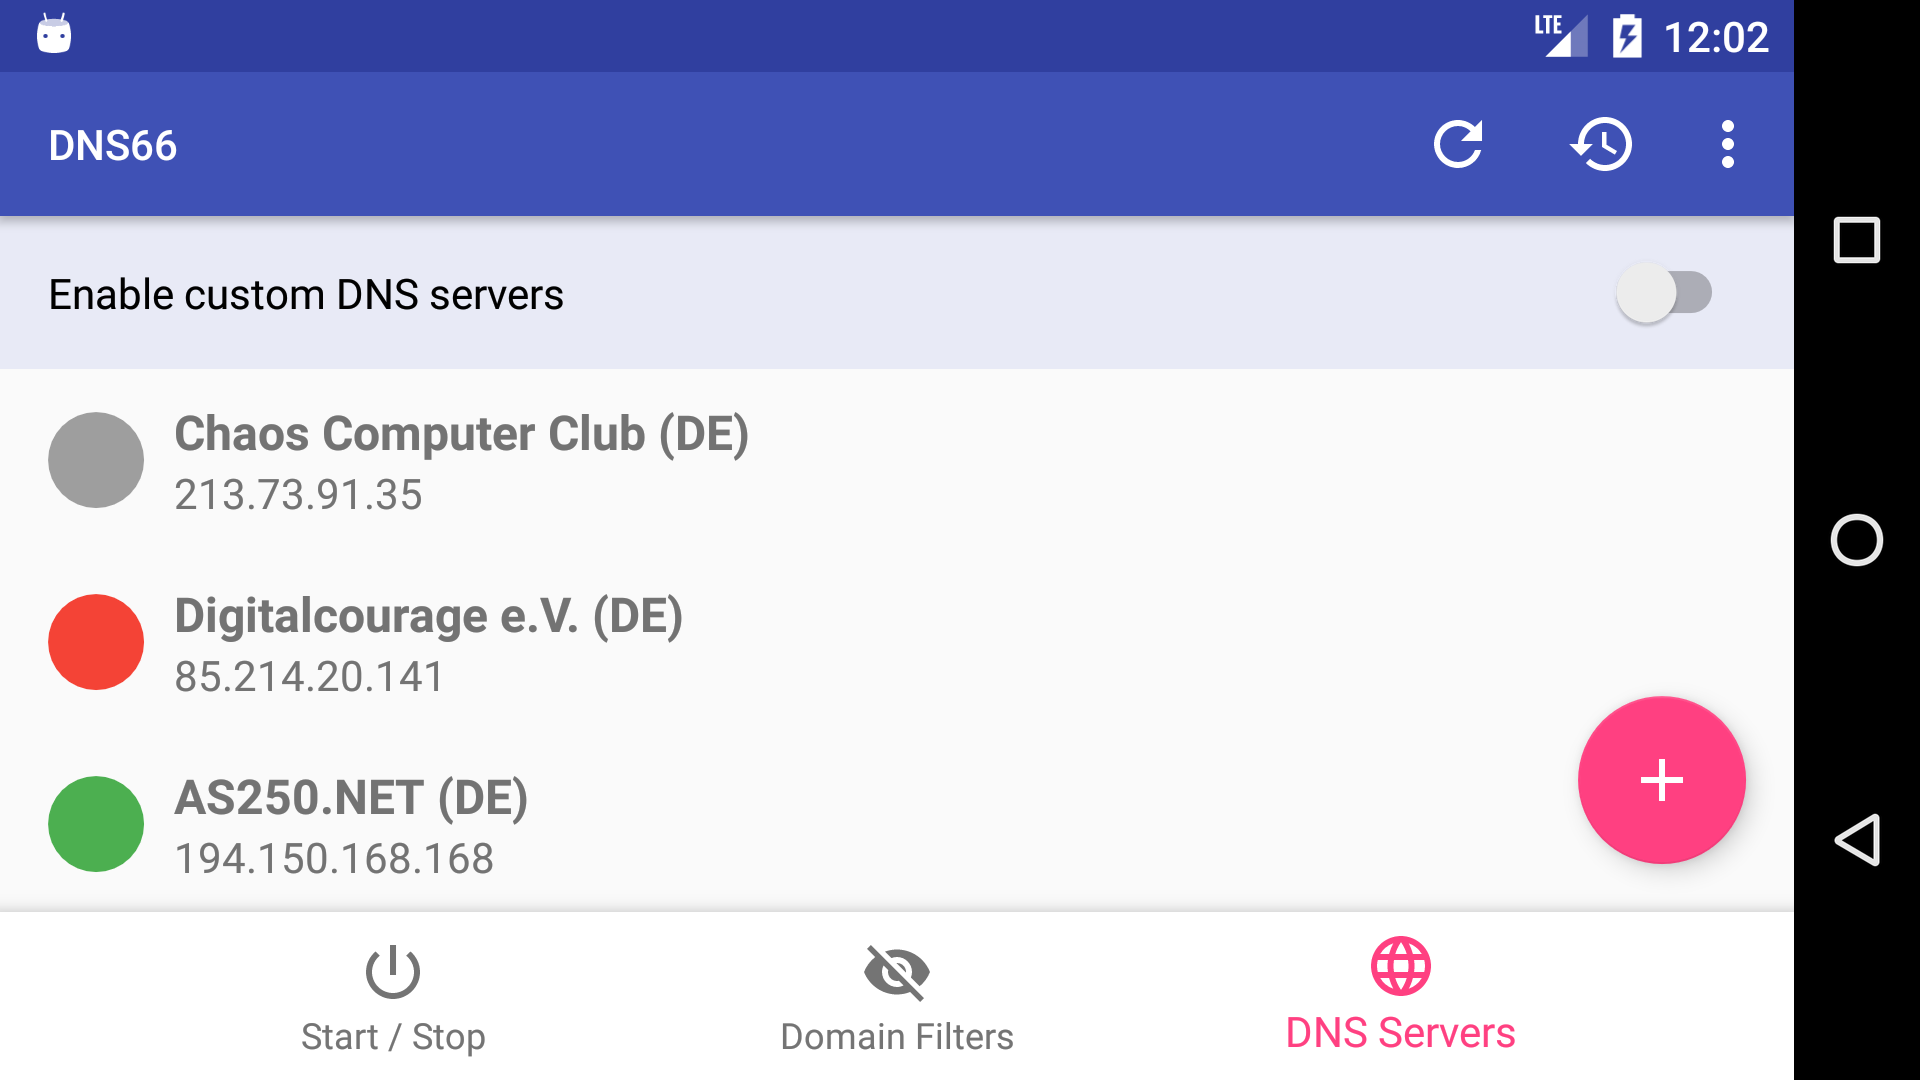 LTE 12:02
DNS66
Enable custom DNS servers
Chaos Computer Club (DE)
213.73.91.35
Digitalcourage e.V. (DE)
85.214.20.141
AS250.NET (DE)
194.150.168.168
Start / Stop
Domain Filters
DNS Servers